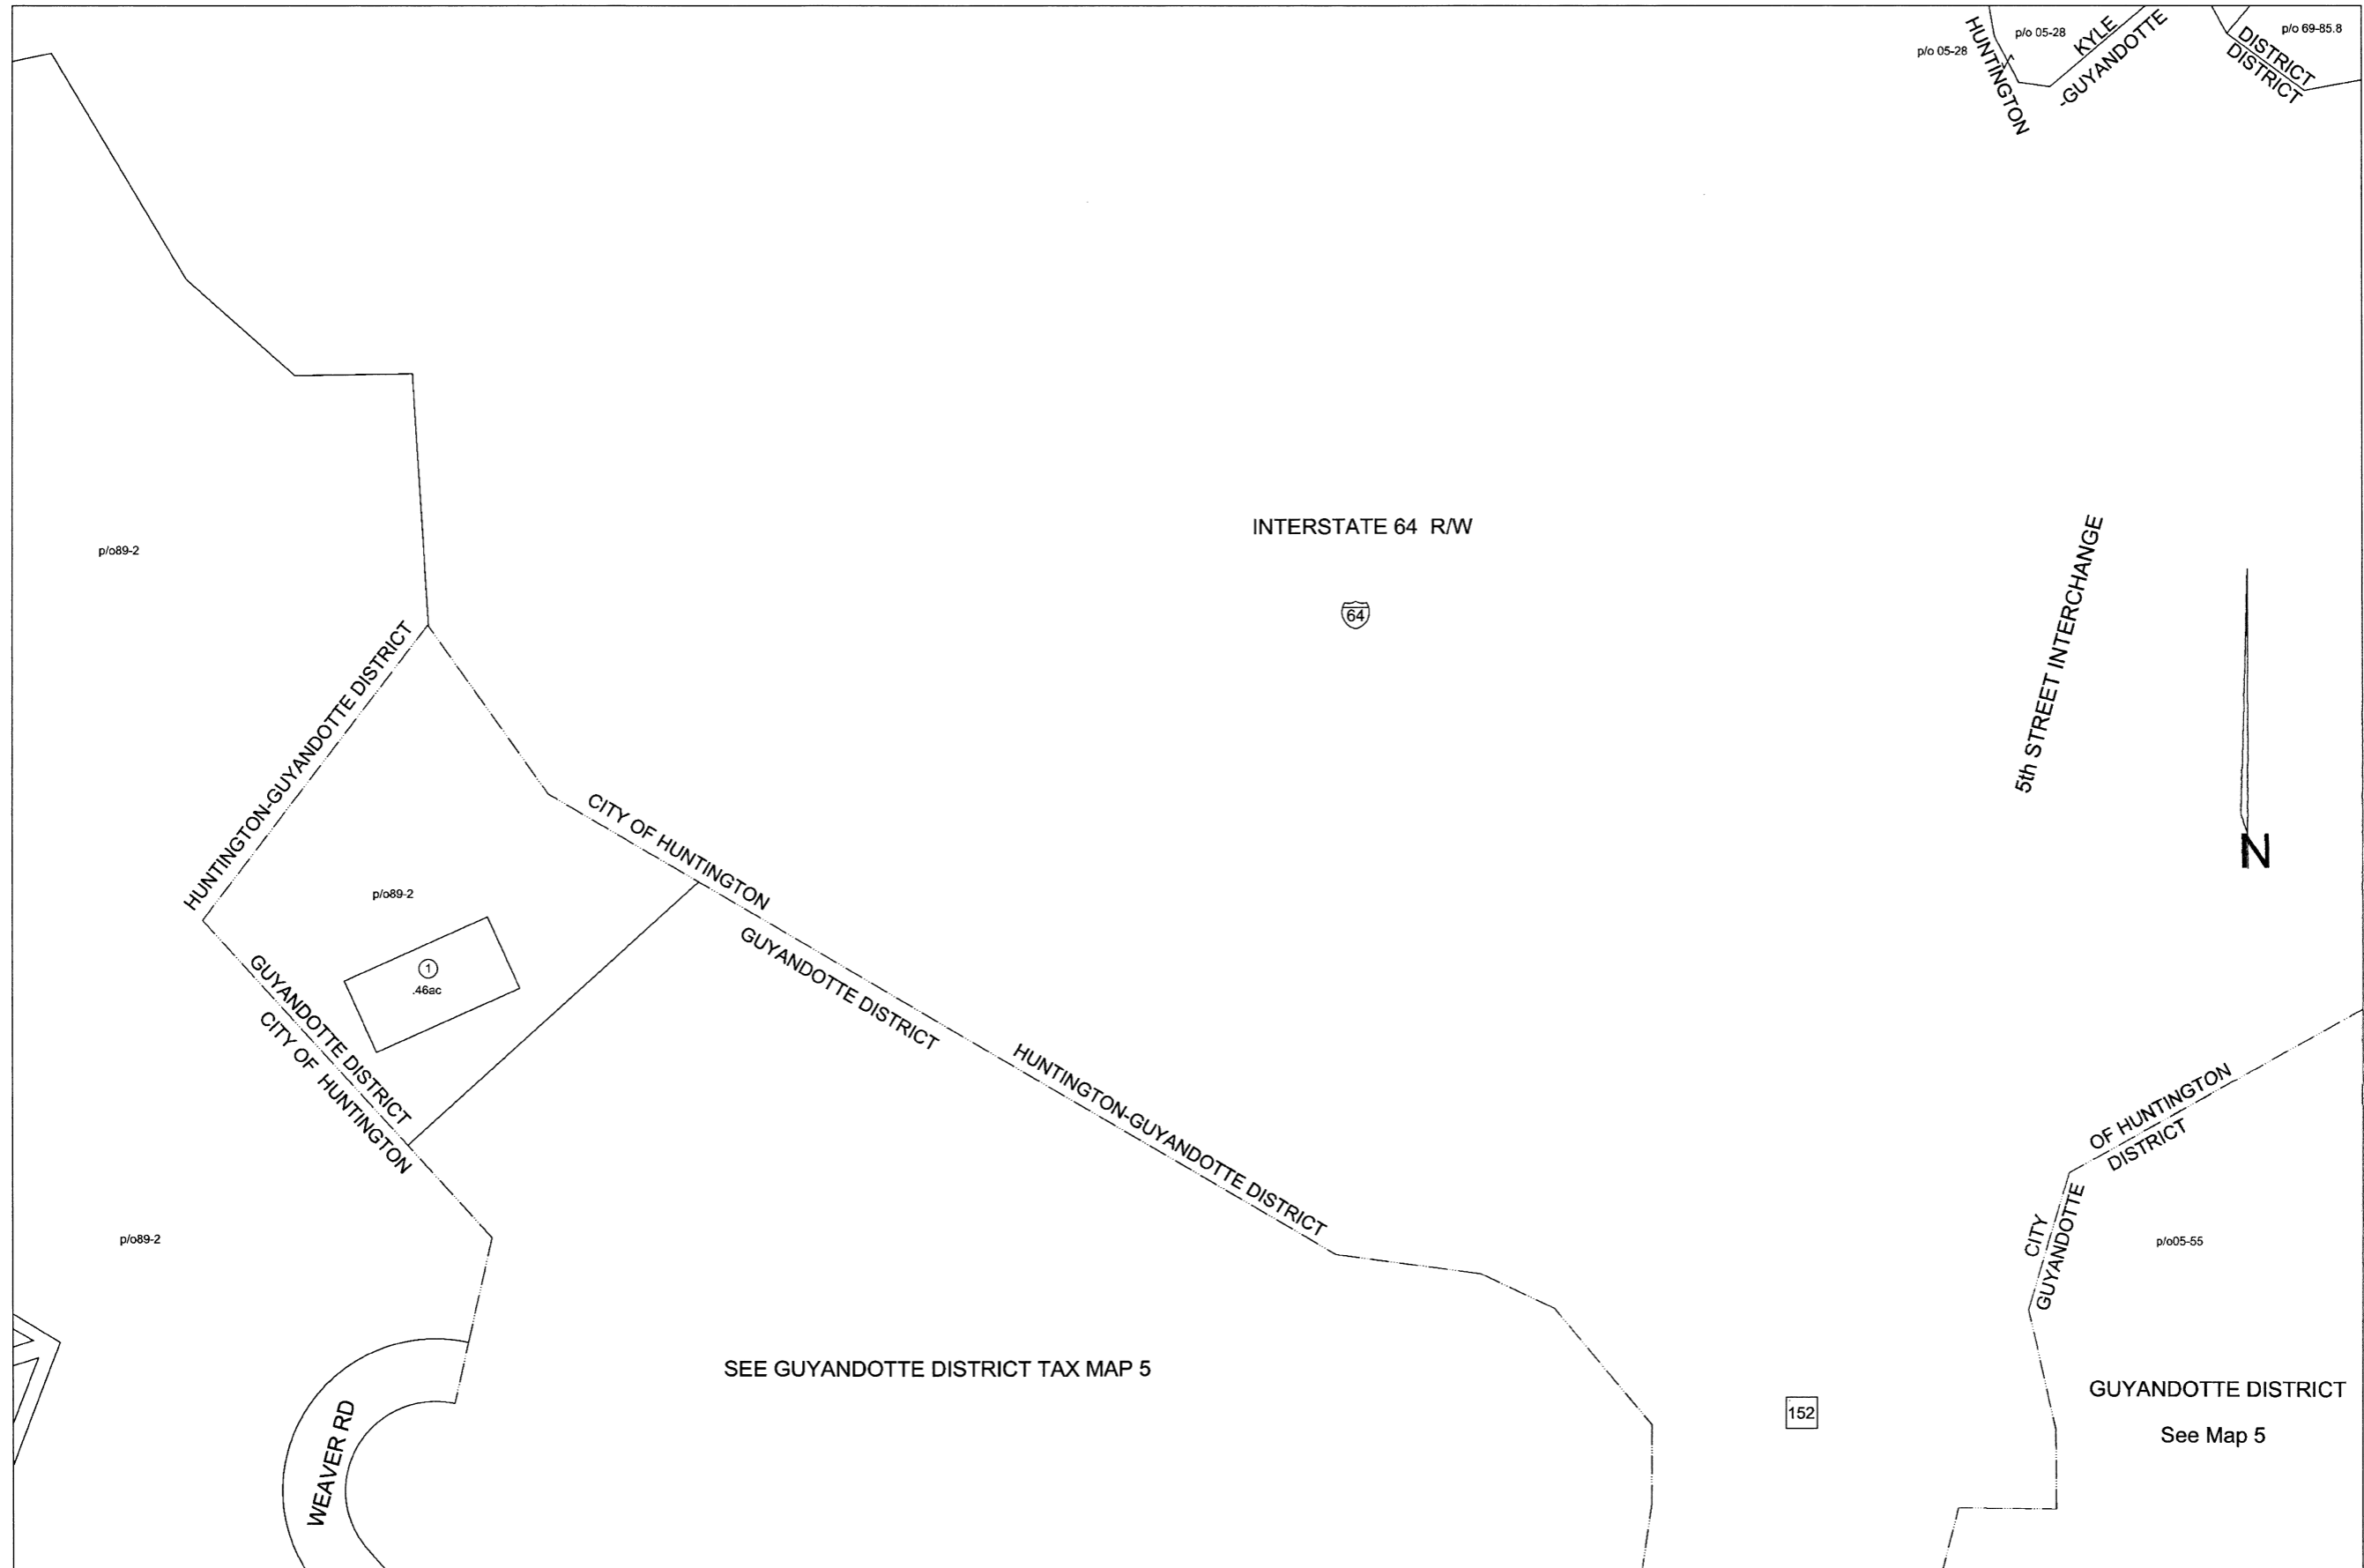 p/o 05-28
HUNTINGTON
p/o 05-28
KYLE
-GUYANDOTTE
DISTRICT
DISTRICT
p/o 69-85.8
p/o89-2
INTERSTATE 64 R/W
64
5th STREET INTERCHANGE
N
HUNTINGTON-GUYANDOTTE DISTRICT
CITY OF HUNTINGTON
GUYANDOTTE DISTRICT
p/o89-2
1
.46ac
GUYANDOTTE DISTRICT
CITY OF HUNTINGTON
HUNTINGTON-GUYANDOTTE DISTRICT
OF HUNTINGTON
DISTRICT
CITY
GUYANDOTTE
p/o89-2
p/o05-55
SEE GUYANDOTTE DISTRICT TAX MAP 5
152
GUYANDOTTE DISTRICT
See Map 5
WEAVER RD